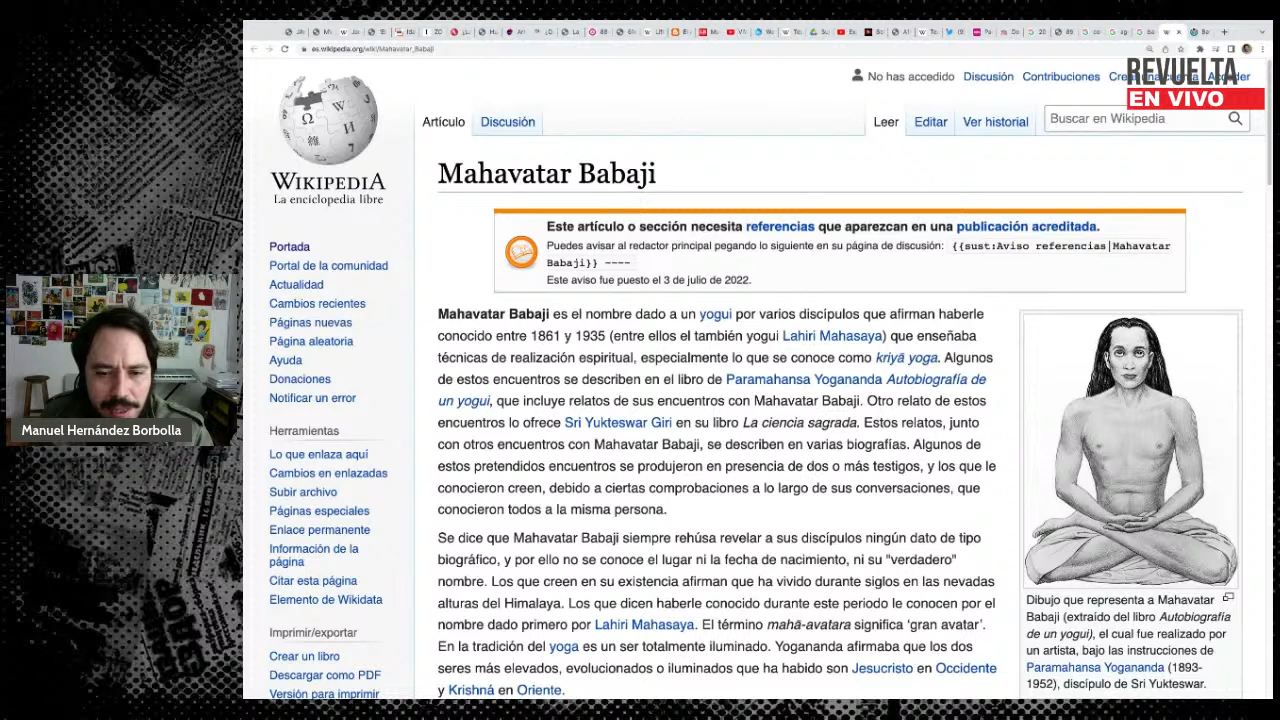 es.wikipedia.org/wiki/Mahavatar_Babaji
REVUELTA
EN VIVO
No has accedido Discusión Contribuciones Crear una cuenta Acceder
Artículo Discusión Leer Editar Ver historial Buscar en Wikipedia
WIKIPEDIA
La enciclopedia libre
Portada
Portal de la comunidad
Actualidad
Cambios recientes
Páginas nuevas
Página aleatoria
Ayuda
Donaciones
Notificar un error
Herramientas
Lo que enlaza aquí
Cambios en enlazadas
Subir archivo
Páginas especiales
Enlace permanente
Información de la
página
Citar esta página
Elemento de Wikidata
Imprimir/exportar
Crear un libro
Descargar como PDF
Versión para imprimir
Mahavatar Babaji
Este artículo o sección necesita referencias que aparezcan en una publicación acreditada.
Puedes avisar al redactor principal pegando lo siguiente en su página de discusión: {{sust:Aviso referencias|Mahavatar
Babaji}} ----
Este aviso fue puesto el 3 de julio de 2022.
Mahavatar Babaji es el nombre dado a un yogui por varios discípulos que afirman haberle
conocido entre 1861 y 1935 (entre ellos el también yogui Lahiri Mahasaya) que enseñaba
técnicas de realización espiritual, especialmente lo que se conoce como kriyā yoga. Algunos
de estos encuentros se describen en el libro de Paramahansa Yogananda Autobiografía de
un yogui, que incluye relatos de sus encuentros con Mahavatar Babaji. Otro relato de estos
encuentros lo ofrece Sri Yukteswar Giri en su libro La ciencia sagrada. Estos relatos, junto
con otros encuentros con Mahavatar Babaji, se describen en varias biografías. Algunos de
estos pretendidos encuentros se produjeron en presencia de dos o más testigos, y los que le
conocieron creen, debido a ciertas comprobaciones a lo largo de sus conversaciones, que
conocieron todos a la misma persona.
Se dice que Mahavatar Babaji siempre rehúsa revelar a sus discípulos ningún dato de tipo
biográfico, y por ello no se conoce el lugar ni la fecha de nacimiento, ni su "verdadero"
nombre. Los que creen en su existencia afirman que ha vivido durante siglos en las nevadas
alturas del Himalaya. Los que dicen haberle conocido durante este periodo le conocen por el
nombre dado primero por Lahiri Mahasaya. El término mahā-avatara significa 'gran avatar'.
En la tradición del yoga es un ser totalmente iluminado. Yogananda afirmaba que los dos
seres más elevados, evolucionados o iluminados que ha habido son Jesucristo en Occidente
y Krishná en Oriente.
Dibujo que representa a Mahavatar
Babaji (extraído del libro Autobiografía
de un yogui), el cual fue realizado por
un artista, bajo las instrucciones de
Paramahansa Yogananda (1893-
1952), discípulo de Sri Yukteswar.
Manuel Hernández Borbolla